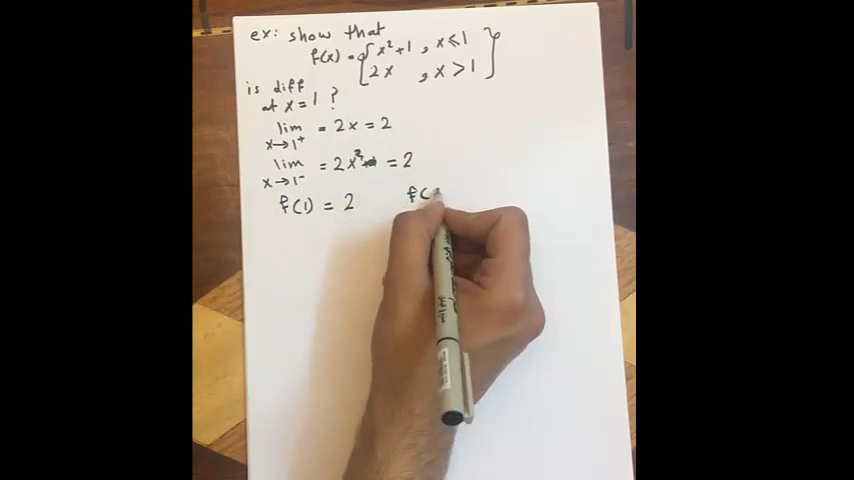 ex: show that
f(x) = { x²+1 , x≤1
2x , x>1 }
is diff
at x=1 ?
lim x→1⁺ = 2x = 2
lim x→1⁻ = 2x² = 2
f(1) = 2 f(